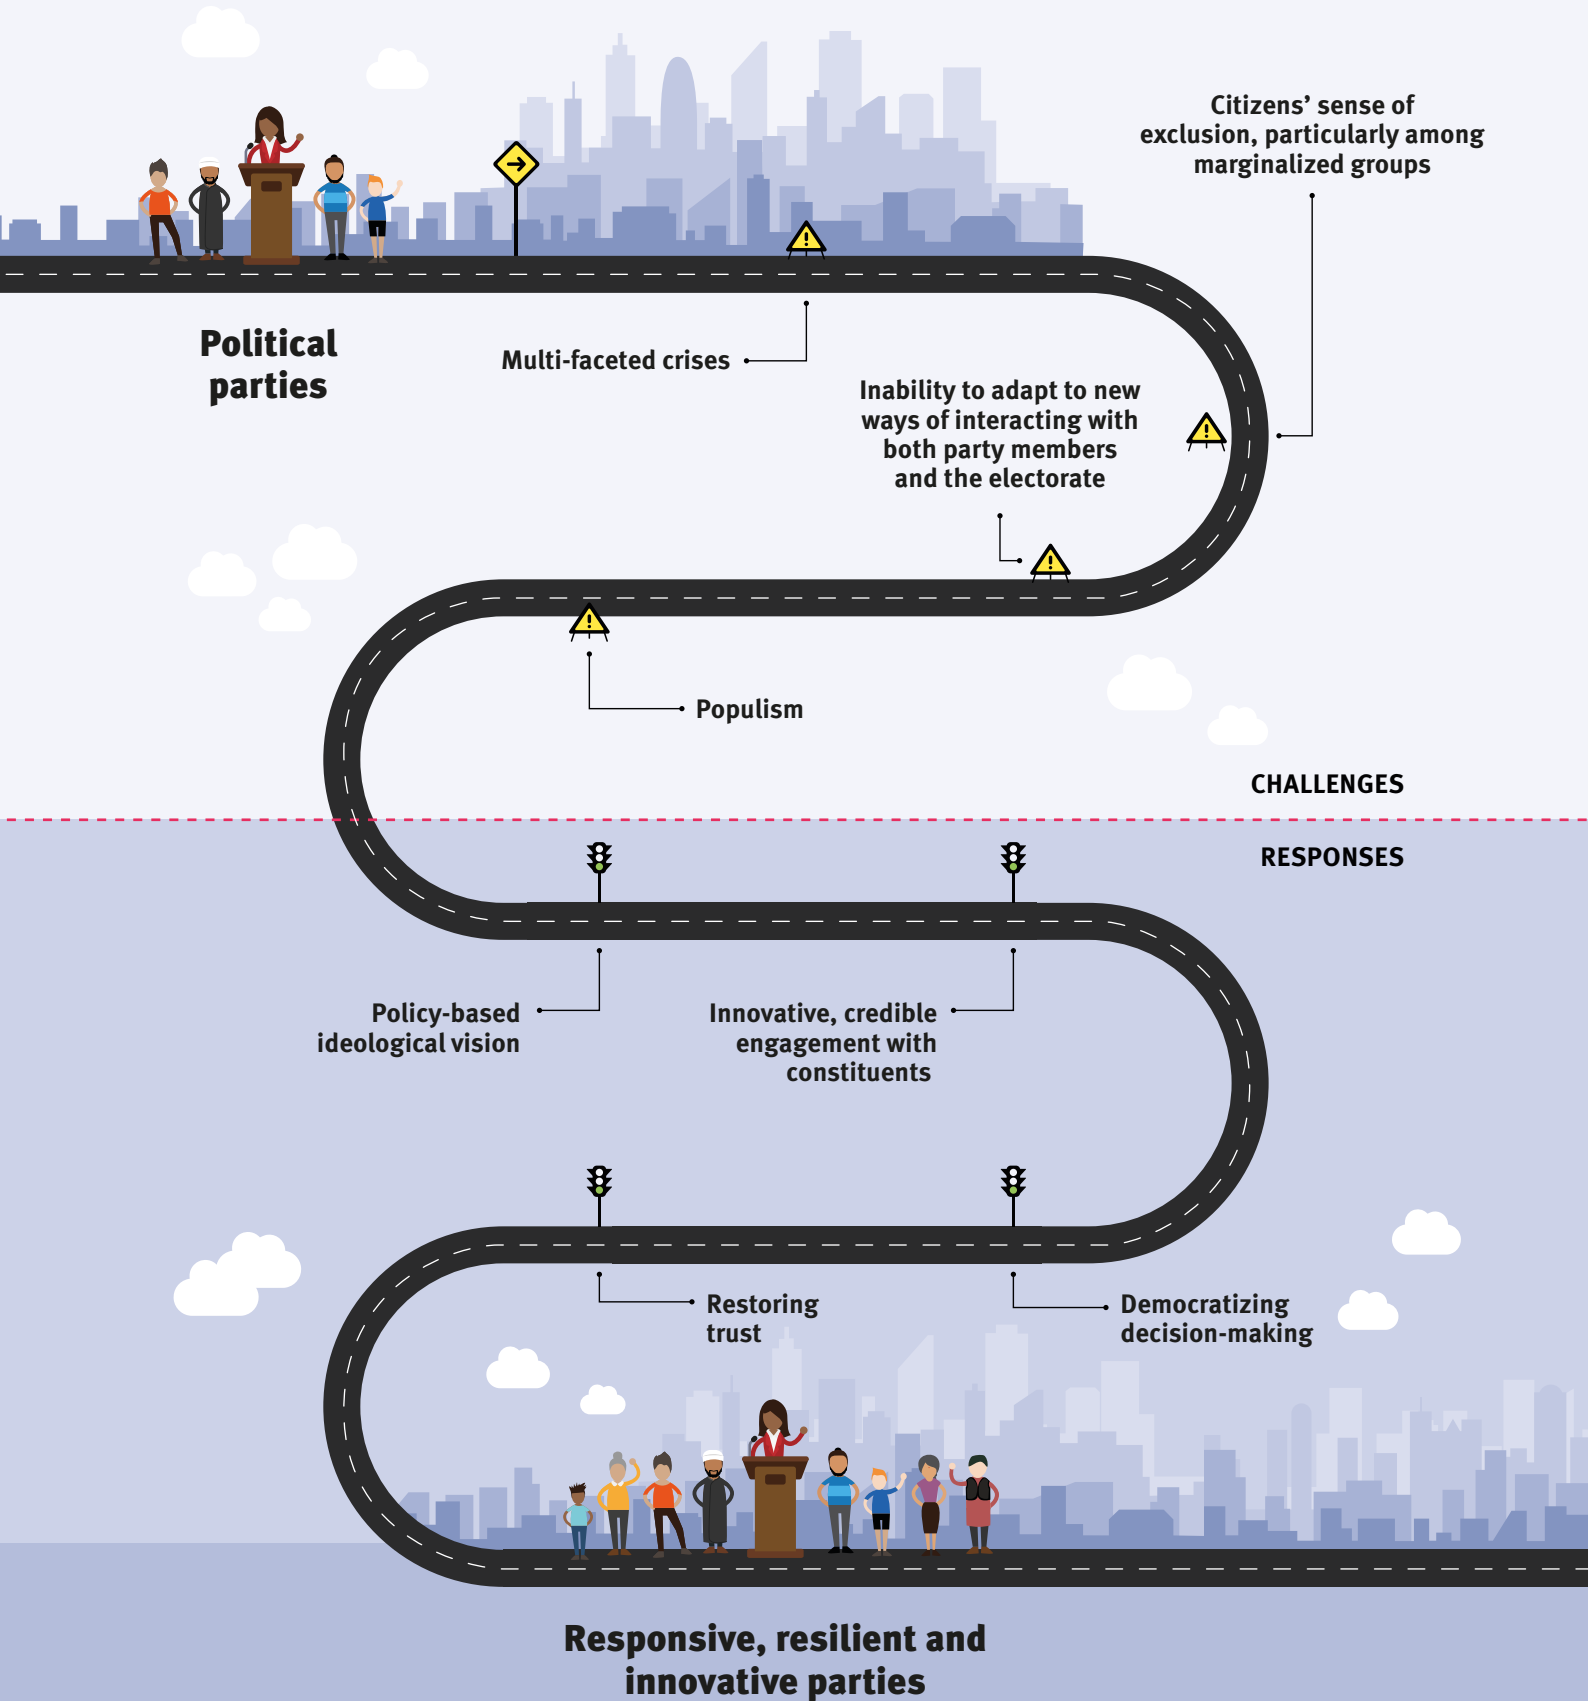 Citizens’ sense of
exclusion, particularly among
marginalized groups
Political
parties
Multi-faceted crises
Inability to adapt to new
ways of interacting with
both party members
and the electorate
Populism
CHALLENGES
RESPONSES
Policy-based
ideological vision
Innovative, credible
engagement with
constituents
Restoring
trust
Democratizing
decision-making
Responsive, resilient and
innovative parties